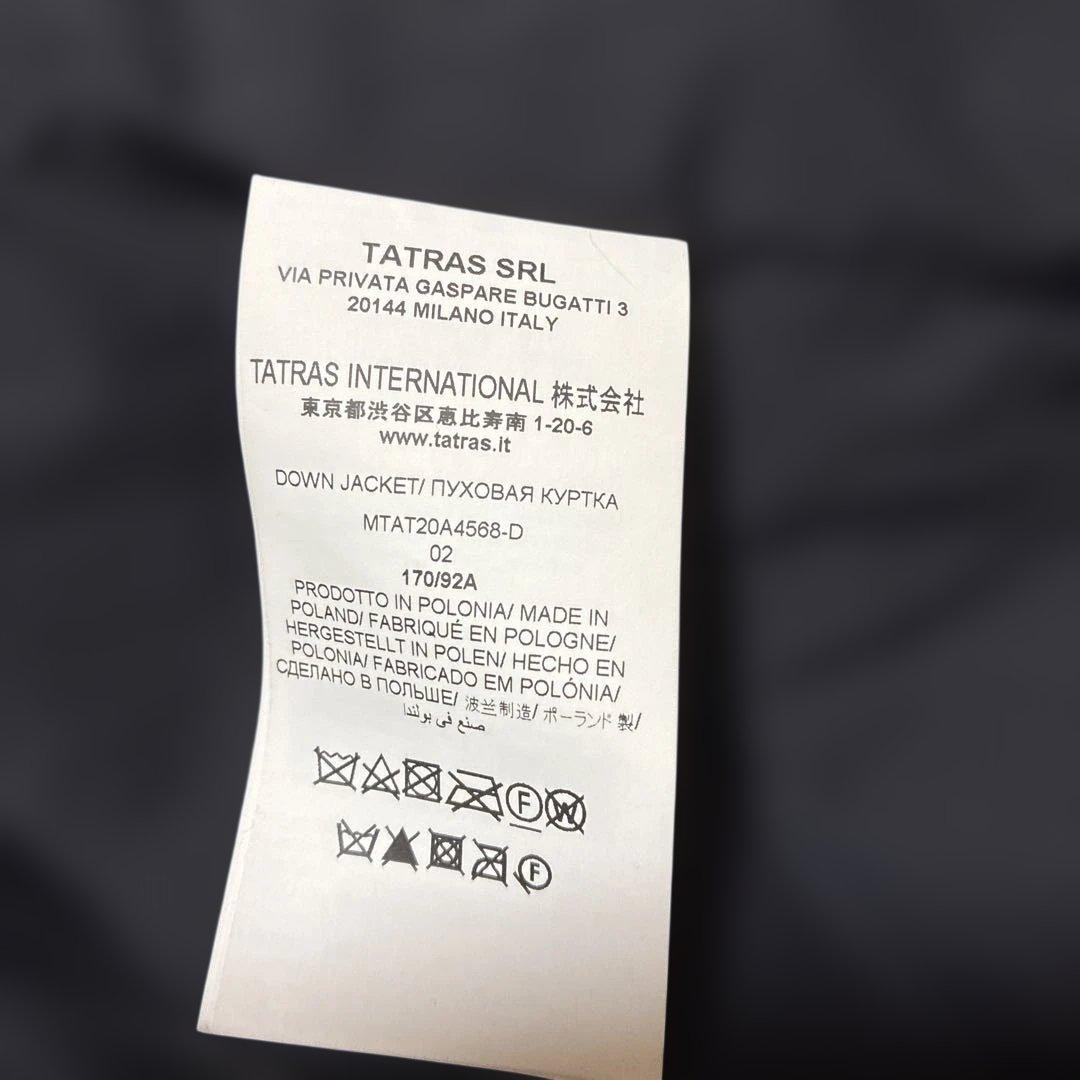 TATRAS SRL
VIA PRIVATA GASPARE BUGATTI 3
20144 MILANO ITALY
TATRAS INTERNATIONAL 株式会社
東京都渋谷区恵比寿南 1-20-6
www.tatras.it
DOWN JACKET/ ПУХОВАЯ КУРТКА
MTAT20A4568-D
02
170/92A
PRODOTTO IN POLONIA/ MADE IN
POLAND/ FABRIQUÉ EN POLOGNE/
HERGESTELLT IN POLEN/ HECHO EN
POLONIA/ FABRICADO EM POLÓNIA/
СДЕЛАНО В ПОЛЬШЕ/ 波兰制造/ ポーランド製/
صنع في بولندا
F W
F